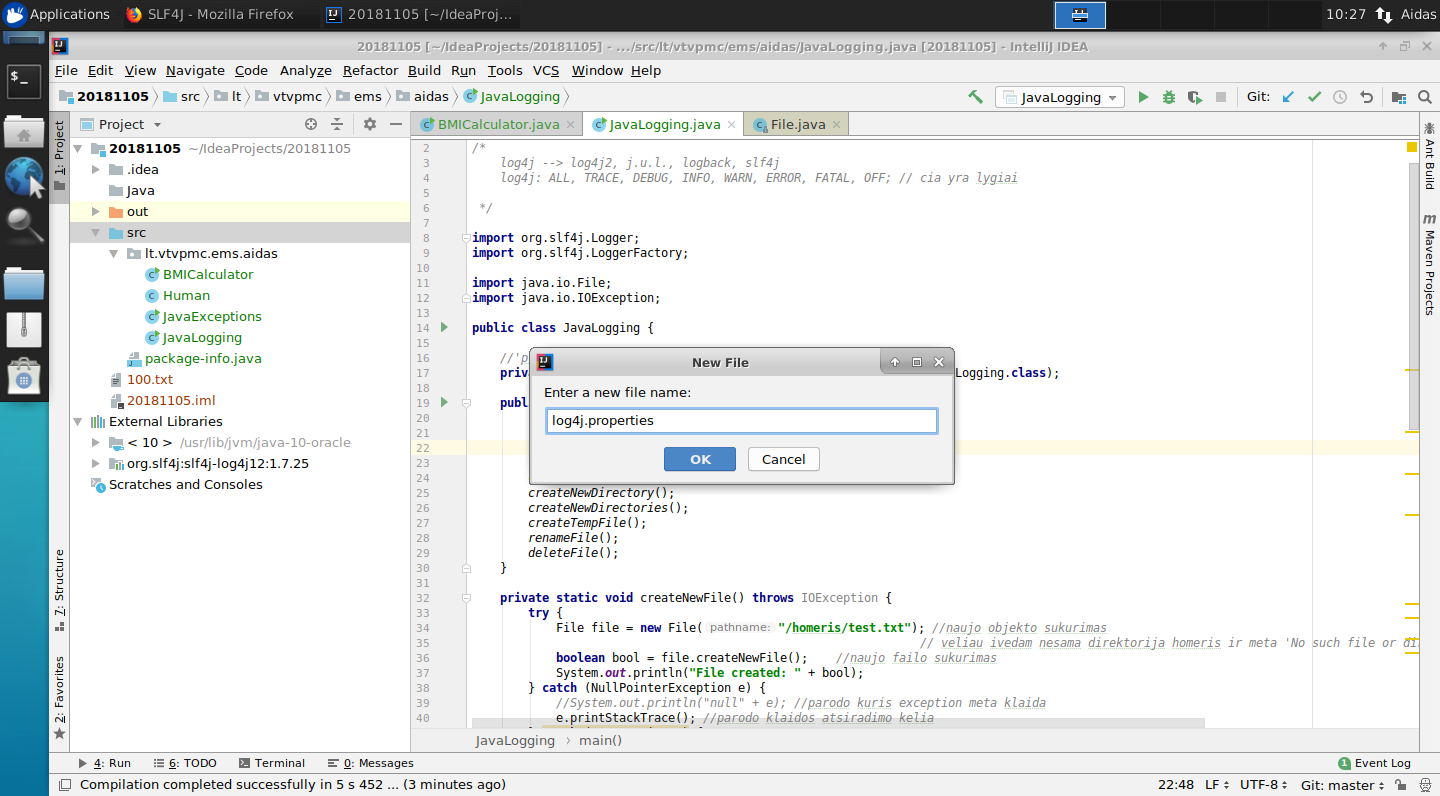 Applications
SLF4J - Mozilla Firefox
20181105 [~/IdeaProj...
10:27
Aidas
20181105 [~/IdeaProjects/20181105] - .../src/lt/vtvpmc/ems/aidas/JavaLogging.java [20181105] - IntelliJ IDEA
File Edit View Navigate Code Analyze Refactor Build Run Tools VCS Window Help
20181105 src lt vtvpmc ems aidas JavaLogging
JavaLogging
Git:
1: Project
7: Structure
2: Favorites
Project
20181105 ~/IdeaProjects/20181105
.idea
Java
out
src
lt.vtvpmc.ems.aidas
BMICalculator
Human
JavaExceptions
JavaLogging
package-info.java
100.txt
20181105.iml
External Libraries
< 10 > /usr/lib/jvm/java-10-oracle
org.slf4j:slf4j-log4j12:1.7.25
Scratches and Consoles
BMICalculator.java
JavaLogging.java
File.java
2 /*
3 log4j --> log4j2, j.u.l., logback, slf4j
4 log4j: ALL, TRACE, DEBUG, INFO, WARN, ERROR, FATAL, OFF; // cia yra lygiai
5
6 */
7
8 import org.slf4j.Logger;
9 import org.slf4j.LoggerFactory;
10
11 import java.io.File;
12 import java.io.IOException;
13
14 public class JavaLogging {
15
16 //'p
17 priv Logging.class);
18
19 publ
20
21
22
23
24
25 createNewDirectory();
26 createNewDirectories();
27 createTempFile();
28 renameFile();
29 deleteFile();
30 }
31
32 private static void createNewFile() throws IOException {
33 try {
34 File file = new File( pathname: "/homeris/test.txt"); //naujo objekto sukurimas
35 // veliau ivedam nesama direktorija homeris ir meta 'No such file or di
36 boolean bool = file.createNewFile(); //naujo failo sukurimas
37 System.out.println("File created: " + bool);
38 } catch (NullPointerException e) {
39 //System.out.println("null" + e); //parodo kuris exception meta klaida
40 e.printStackTrace(); //parodo klaidos atsiradimo kelia
New File
Enter a new file name:
log4j.properties
OK
Cancel
JavaLogging › main()
Ant Build
m
Maven Projects
4: Run
6: TODO
Terminal
0: Messages
1 Event Log
Compilation completed successfully in 5 s 452 ... (3 minutes ago)
22:48 LF UTF-8 Git: master